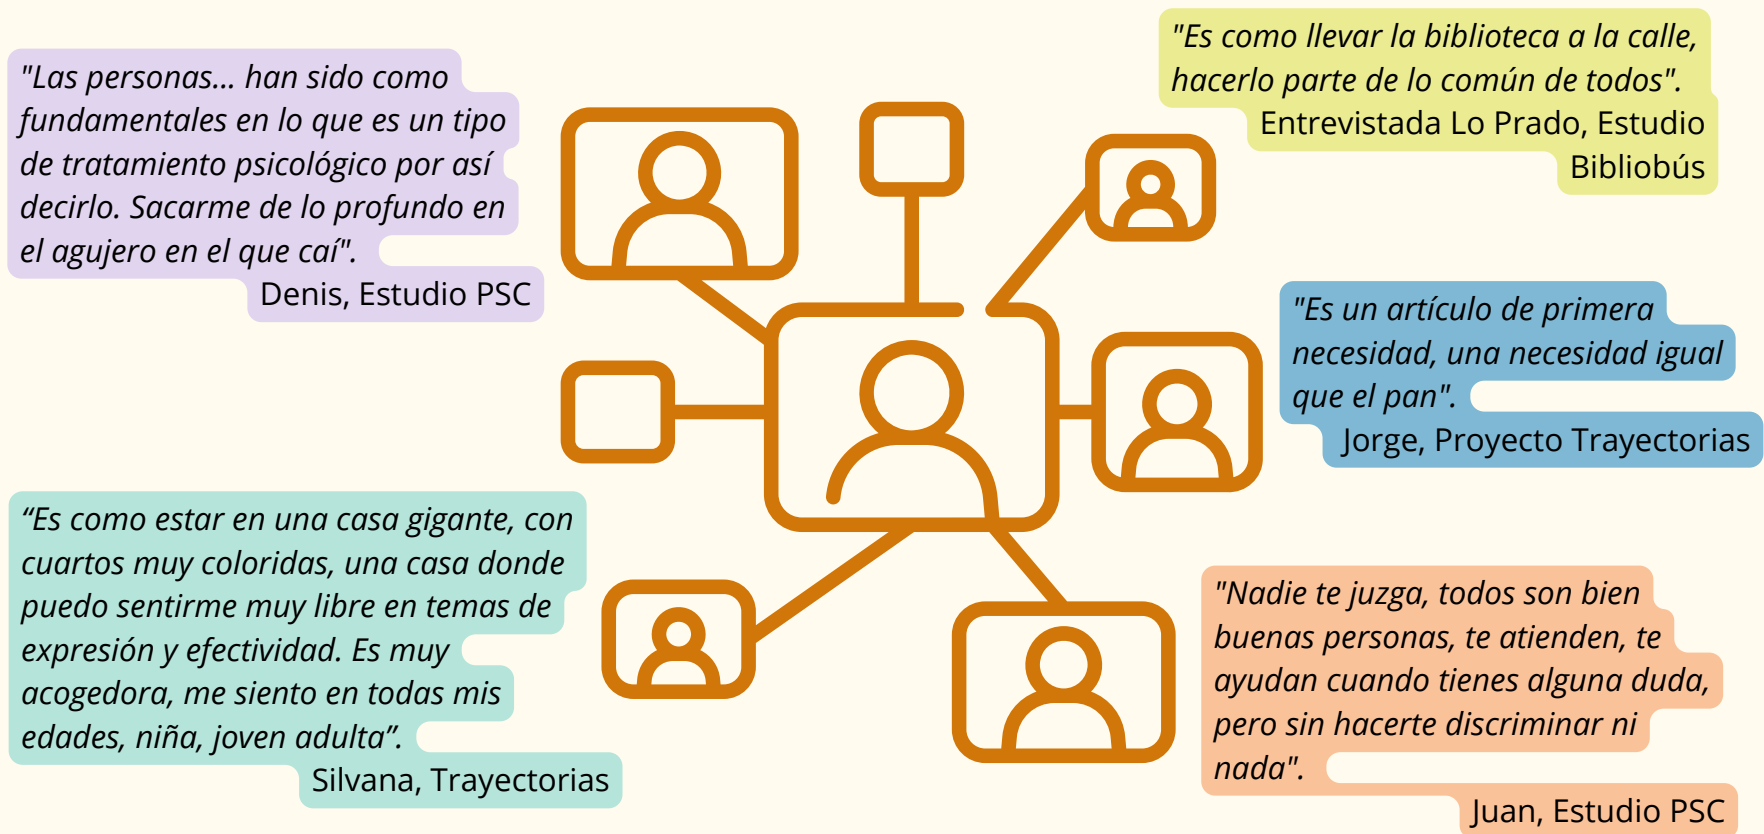 "Las personas... han sido como
fundamentales en lo que es un tipo
de tratamiento psicológico por así
decirlo. Sacarme de lo profundo en
el agujero en el que caí".
Denis, Estudio PSC
"Es como llevar la biblioteca a la calle,
hacerlo parte de lo común de todos".
Entrevistada Lo Prado, Estudio
Bibliobús
"Es un artículo de primera
necesidad, una necesidad igual
que el pan".
Jorge, Proyecto Trayectorias
“Es como estar en una casa gigante, con
cuartos muy coloridas, una casa donde
puedo sentirme muy libre en temas de
expresión y efectividad. Es muy
acogedora, me siento en todas mis
edades, niña, joven adulta”.
Silvana, Trayectorias
"Nadie te juzga, todos son bien
buenas personas, te atienden, te
ayudan cuando tienes alguna duda,
pero sin hacerte discriminar ni
nada".
Juan, Estudio PSC